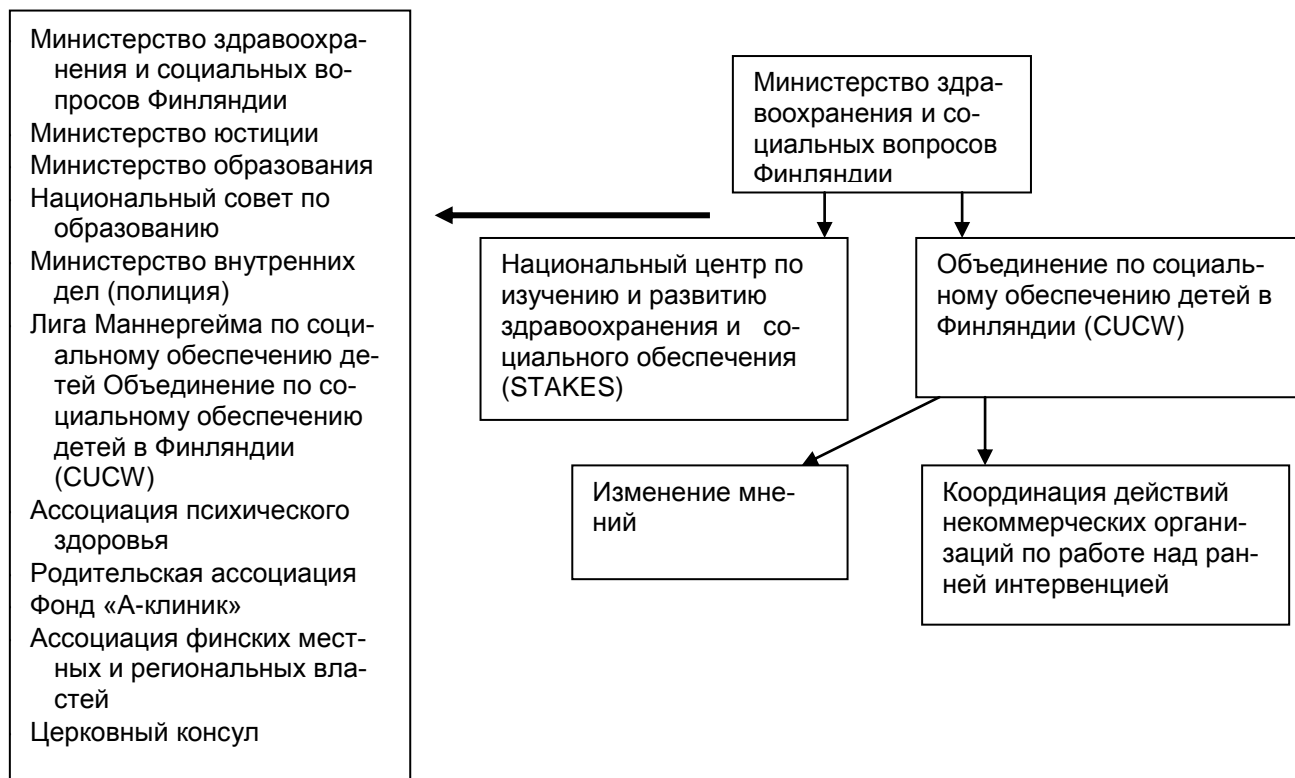 Министерство здравоохра-
нения и социальных во-
просов Финляндии
Министерство юстиции
Министерство образования
Национальный совет по
образованию
Министерство внутренних
дел (полиция)
Лига Маннергейма по соци-
альному обеспечению де-
тей Объединение по со-
циальному обеспечению
детей в Финляндии
(CUCW)
Ассоциация психического
здоровья
Родительская ассоциация
Фонд «А-клиник»
Ассоциация финских мест-
ных и региональных вла-
стей
Церковный консул
Министерство здра-
воохранения и со-
циальных вопросов
Финляндии
Национальный центр по
изучению и развитию
здравоохранения и со-
циального обеспечения
(STAKES)
Объединение по социаль-
ному обеспечению детей в
Финляндии (CUCW)
Изменение мне-
ний
Координация действий
некоммерческих органи-
заций по работе над ран-
ней интервенцией